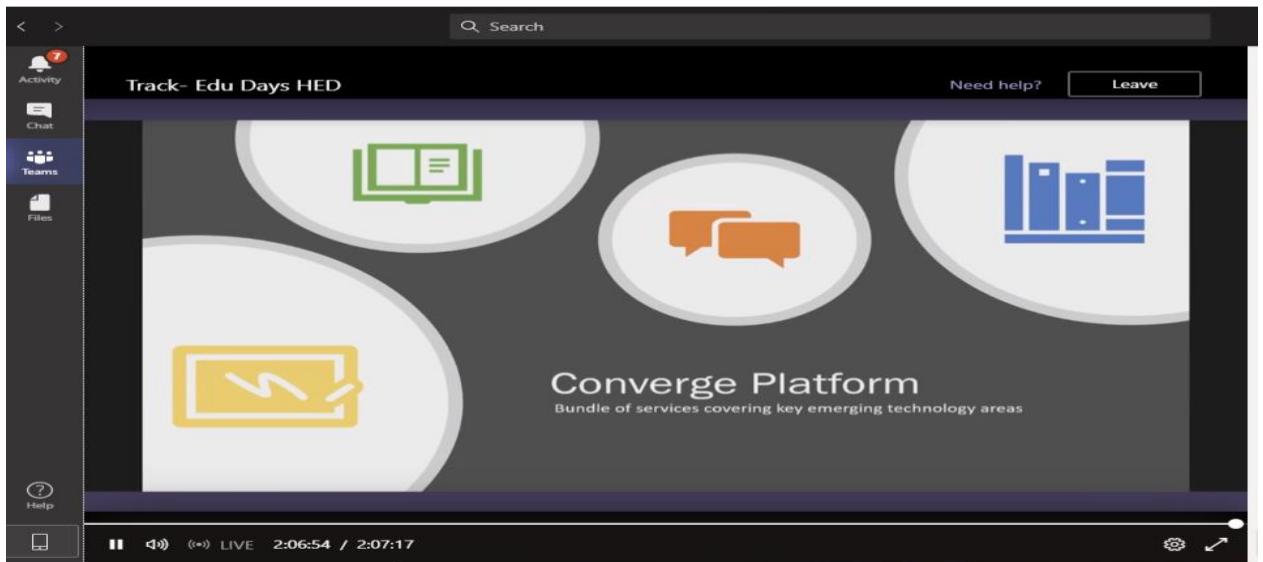 < >
Search
7
Activity
Chat
Teams
Files
Help
Track- Edu Days HED
Need help?
Leave
Converge Platform
Bundle of services covering key emerging technology areas
LIVE 2:06:54 / 2:07:17